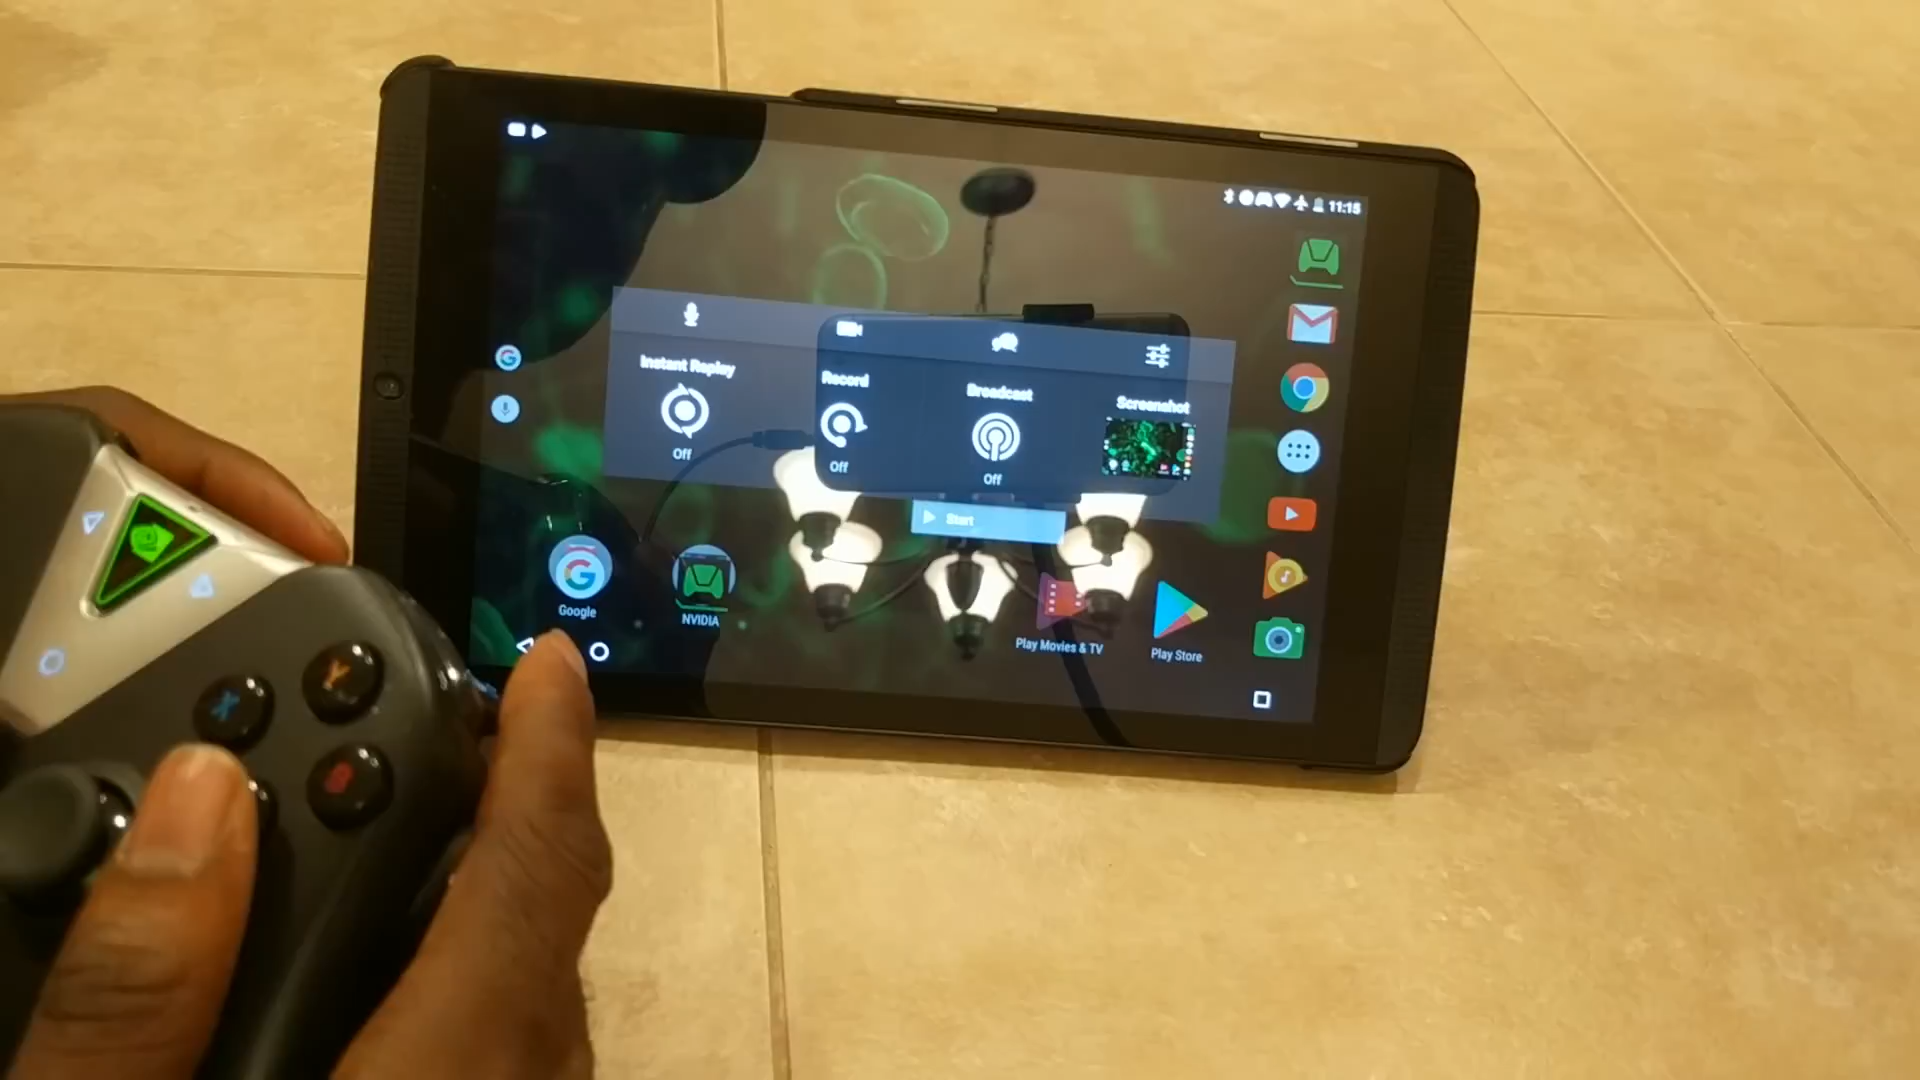 11:15
Instant Replay
Off
Record
Off
Broadcast
Off
Screenshot
Start
Google
NVIDIA
Play Movies & TV
Play Store
X
Y
B